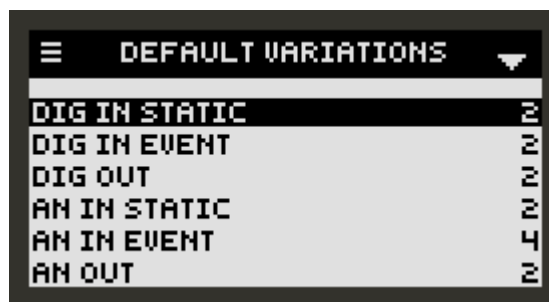 DEFAULT VARIATIONS
DIG IN STATIC 2
DIG IN EVENT 2
DIG OUT 2
AN IN STATIC 2
AN IN EVENT 4
AN OUT 2